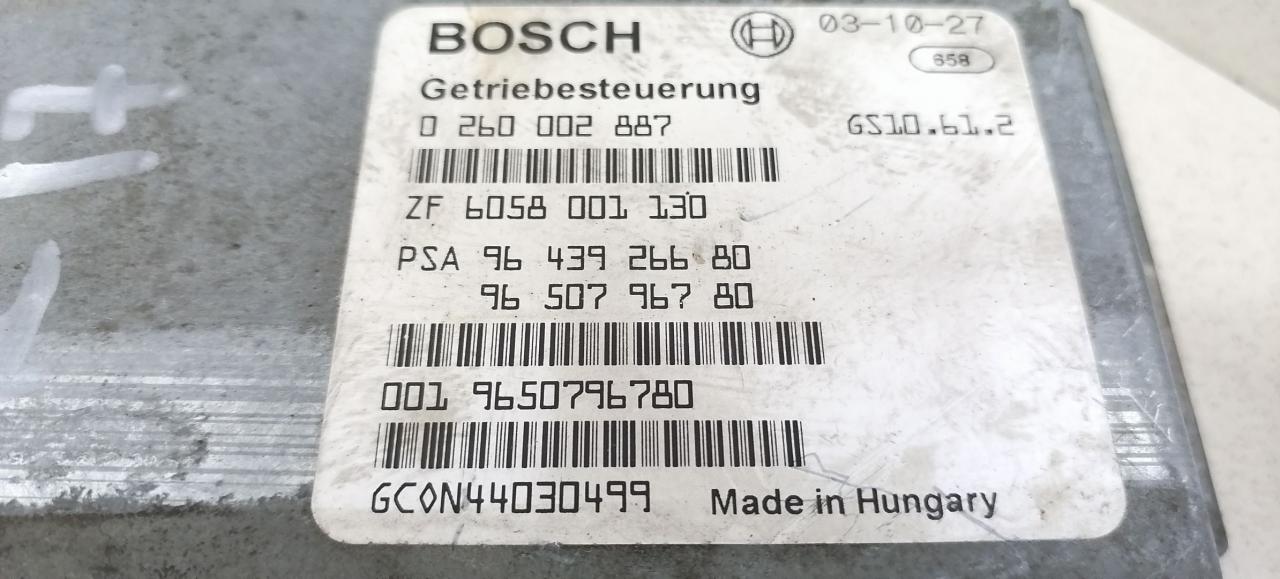 BOSCH
03-10-27
658
Getriebesteuerung
0 260 002 887
GS10.61.2
ZF 6058 001 130
PSA 96 439 266 80
96 507 967 80
001 9650796780
GC0N44030499
Made in Hungary